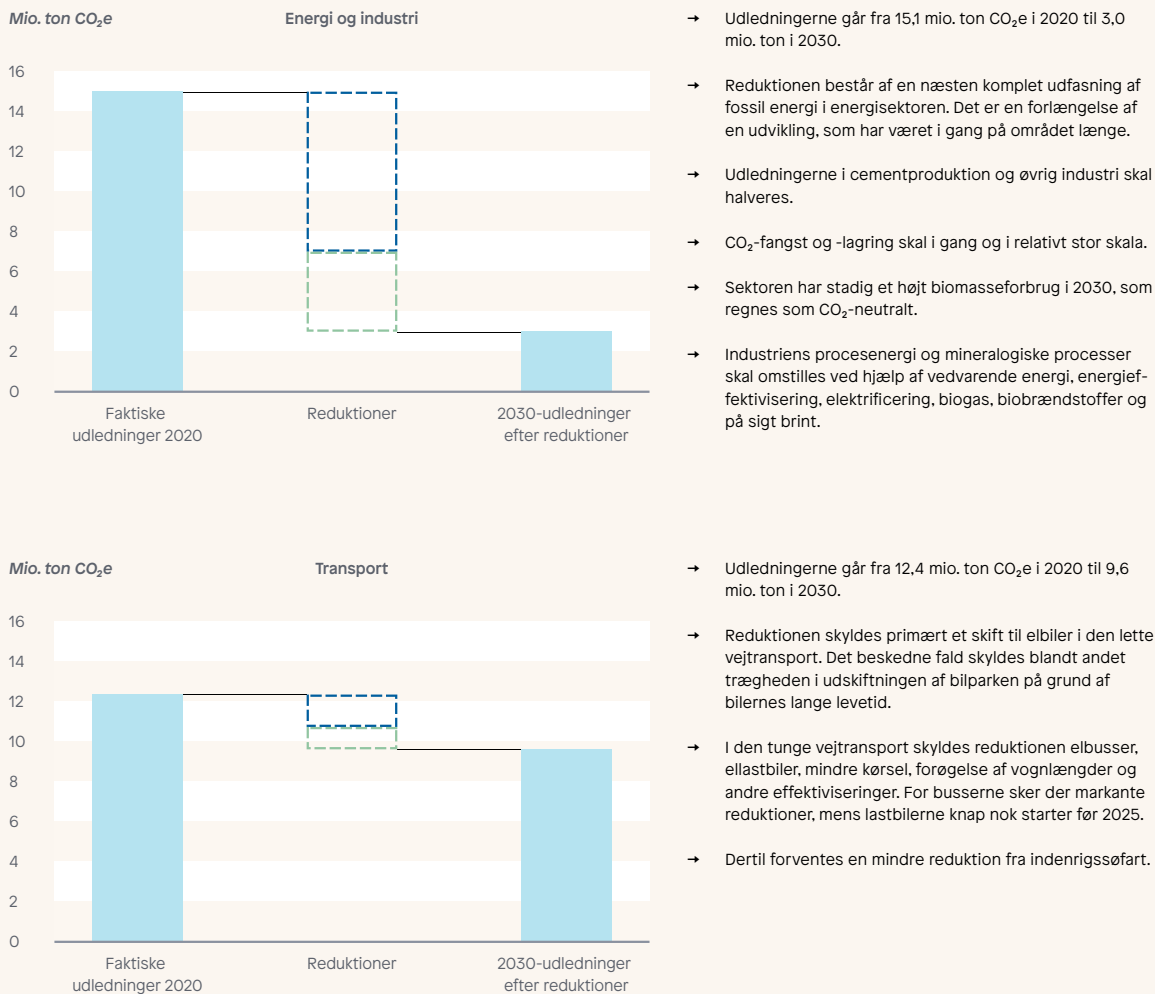 Mio. ton CO₂e
Energi og industri
16
14
12
10
8
6
4
2
0
Faktiske
udledninger 2020
Reduktioner
2030-udledninger
efter reduktioner
→ Udledningerne går fra 15,1 mio. ton CO₂e i 2020 til 3,0
mio. ton i 2030.
→ Reduktionen består af en næsten komplet udfasning af
fossil energi i energisektoren. Det er en forlængelse af
en udvikling, som har været i gang på området længe.
→ Udledningerne i cementproduktion og øvrig industri skal
halveres.
→ CO₂-fangst og -lagring skal i gang og i relativt stor skala.
→ Sektoren har stadig et højt biomasseforbrug i 2030, som
regnes som CO₂-neutralt.
→ Industriens procesenergi og mineralogiske processer
skal omstilles ved hjælp af vedvarende energi, energief-
fektivisering, elektrificering, biogas, biobrændstoffer og
på sigt brint.
Mio. ton CO₂e
Transport
16
14
12
10
8
6
4
2
0
Faktiske
udledninger 2020
Reduktioner
2030-udledninger
efter reduktioner
→ Udledningerne går fra 12,4 mio. ton CO₂e i 2020 til 9,6
mio. ton i 2030.
→ Reduktionen skyldes primært et skift til elbiler i den lette
vejtransport. Det beskedne fald skyldes blandt andet
trægheden i udskiftningen af bilparken på grund af
bilernes lange levetid.
→ I den tunge vejtransport skyldes reduktionen elbusser,
ellastbiler, mindre kørsel, forøgelse af vognlængder og
andre effektiviseringer. For busserne sker der markante
reduktioner, mens lastbilerne knap nok starter før 2025.
→ Dertil forventes en mindre reduktion fra indenrigssøfart.